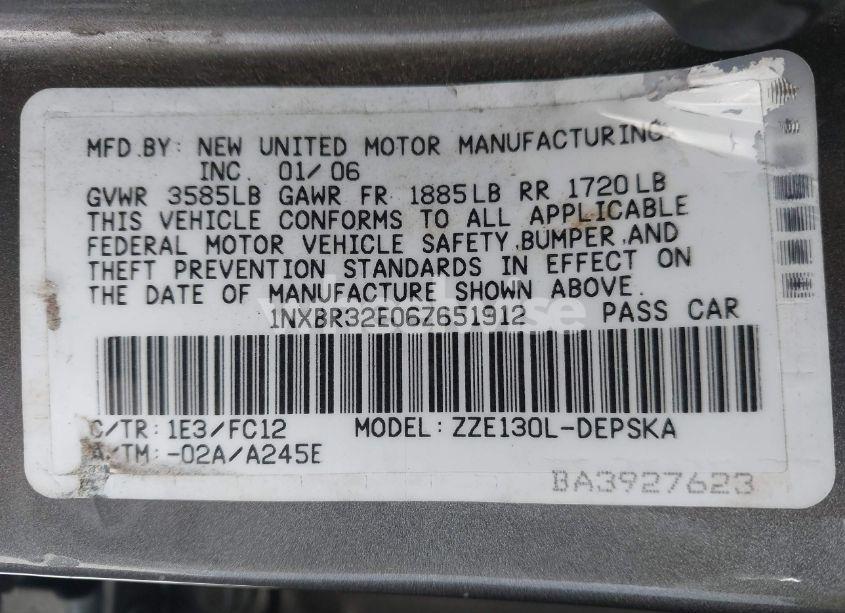 MFD.BY: NEW UNITED MOTOR MANUFACTURING
INC. 01/06
GVWR 3585LB GAWR FR 1885LB RR 1720LB
THIS VEHICLE CONFORMS TO ALL APPLICABLE
FEDERAL MOTOR VEHICLE SAFETY,BUMPER,AND
THEFT PREVENTION STANDARDS IN EFFECT ON
THE DATE OF MANUFACTURE SHOWN ABOVE.
1NXBR32E06Z651912 PASS CAR
C/TR: 1E3/FC12 MODEL: ZZE130L-DEPSKA
A/TM: -02A/A245E
BA3927623